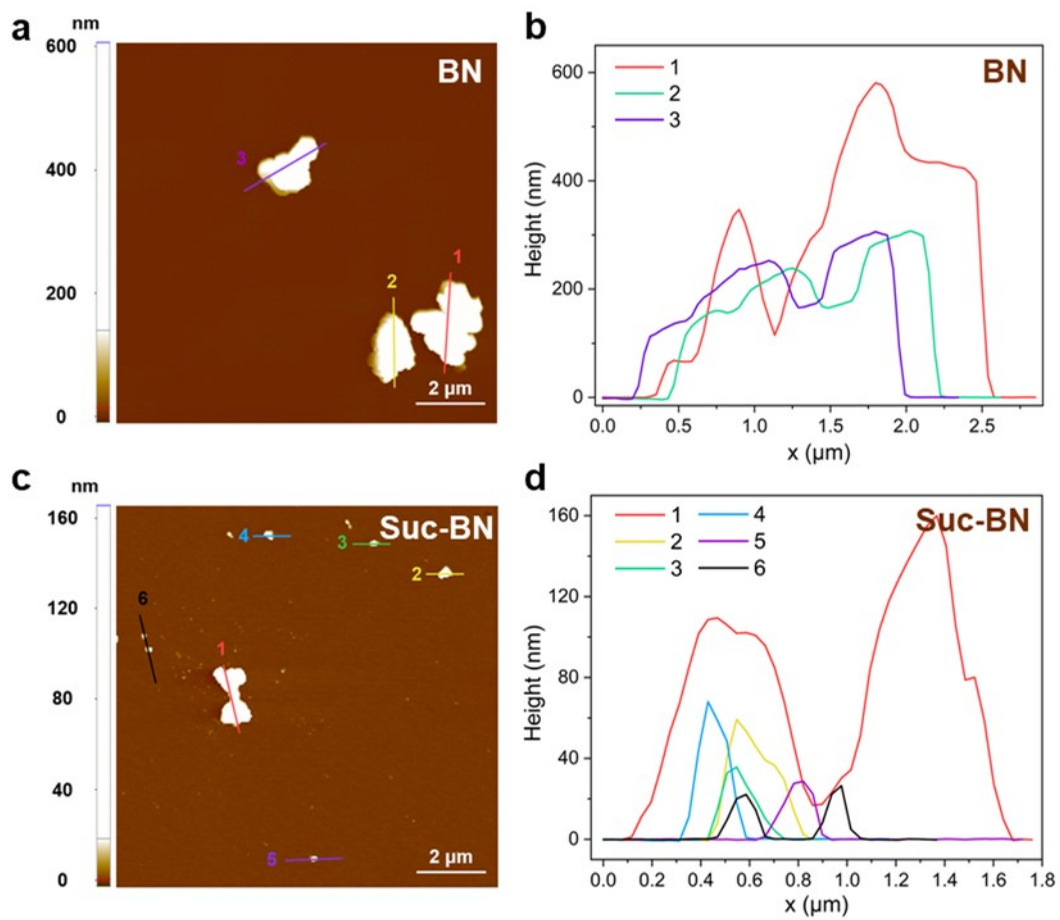 a
nm
600
400
200
0
BN
3
2
1
2 µm
b
BN
1
2
3
Height (nm)
600
400
200
0
0.0 0.5 1.0 1.5 2.0 2.5
x (µm)
c
nm
160
120
80
40
0
Suc-BN
4
3
2
6
1
5
2 µm
d
Suc-BN
1 4
2 5
3 6
Height (nm)
160
120
80
40
0
0.0 0.2 0.4 0.6 0.8 1.0 1.2 1.4 1.6 1.8
x (µm)